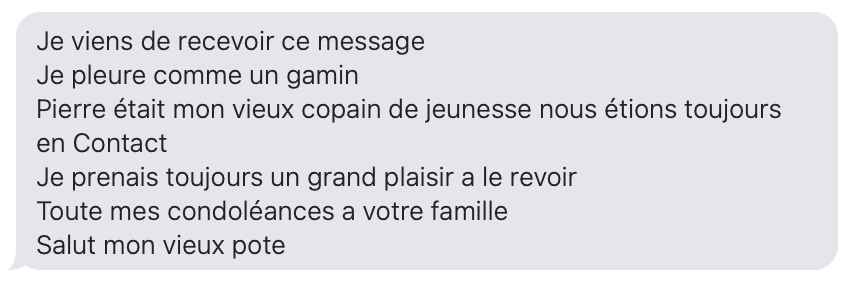 Je viens de recevoir ce message
Je pleure comme un gamin
Pierre était mon vieux copain de jeunesse nous étions toujours
en Contact
Je prenais toujours un grand plaisir a le revoir
Toute mes condoléances a votre famille
Salut mon vieux pote